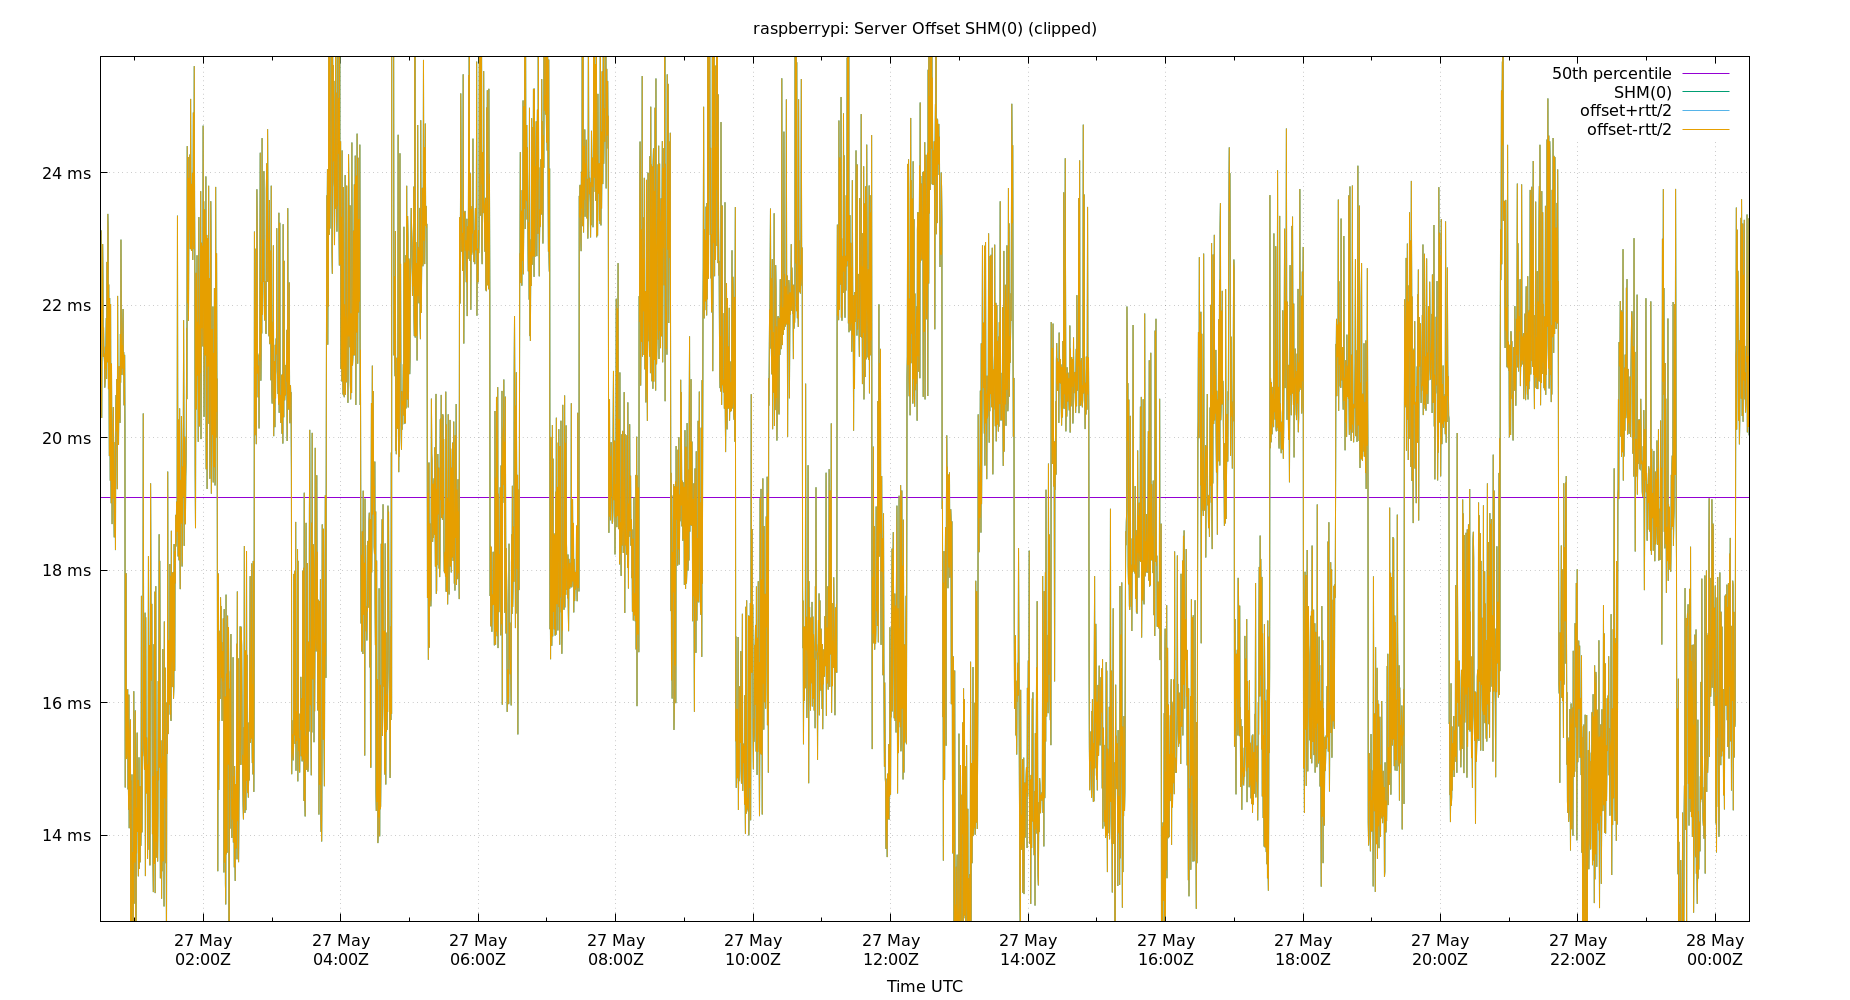 raspberrypi: Server Offset SHM(0) (clipped)
50th percentile
SHM(0)
offset+rtt/2
offset-rtt/2
24 ms
22 ms
20 ms
18 ms
16 ms
14 ms
27 May 27 May 27 May 27 May 27 May 27 May 27 May 27 May 27 May 27 May 27 May 28 May
02:00Z 04:00Z 06:00Z 08:00Z 10:00Z 12:00Z 14:00Z 16:00Z 18:00Z 20:00Z 22:00Z 00:00Z
Time UTC